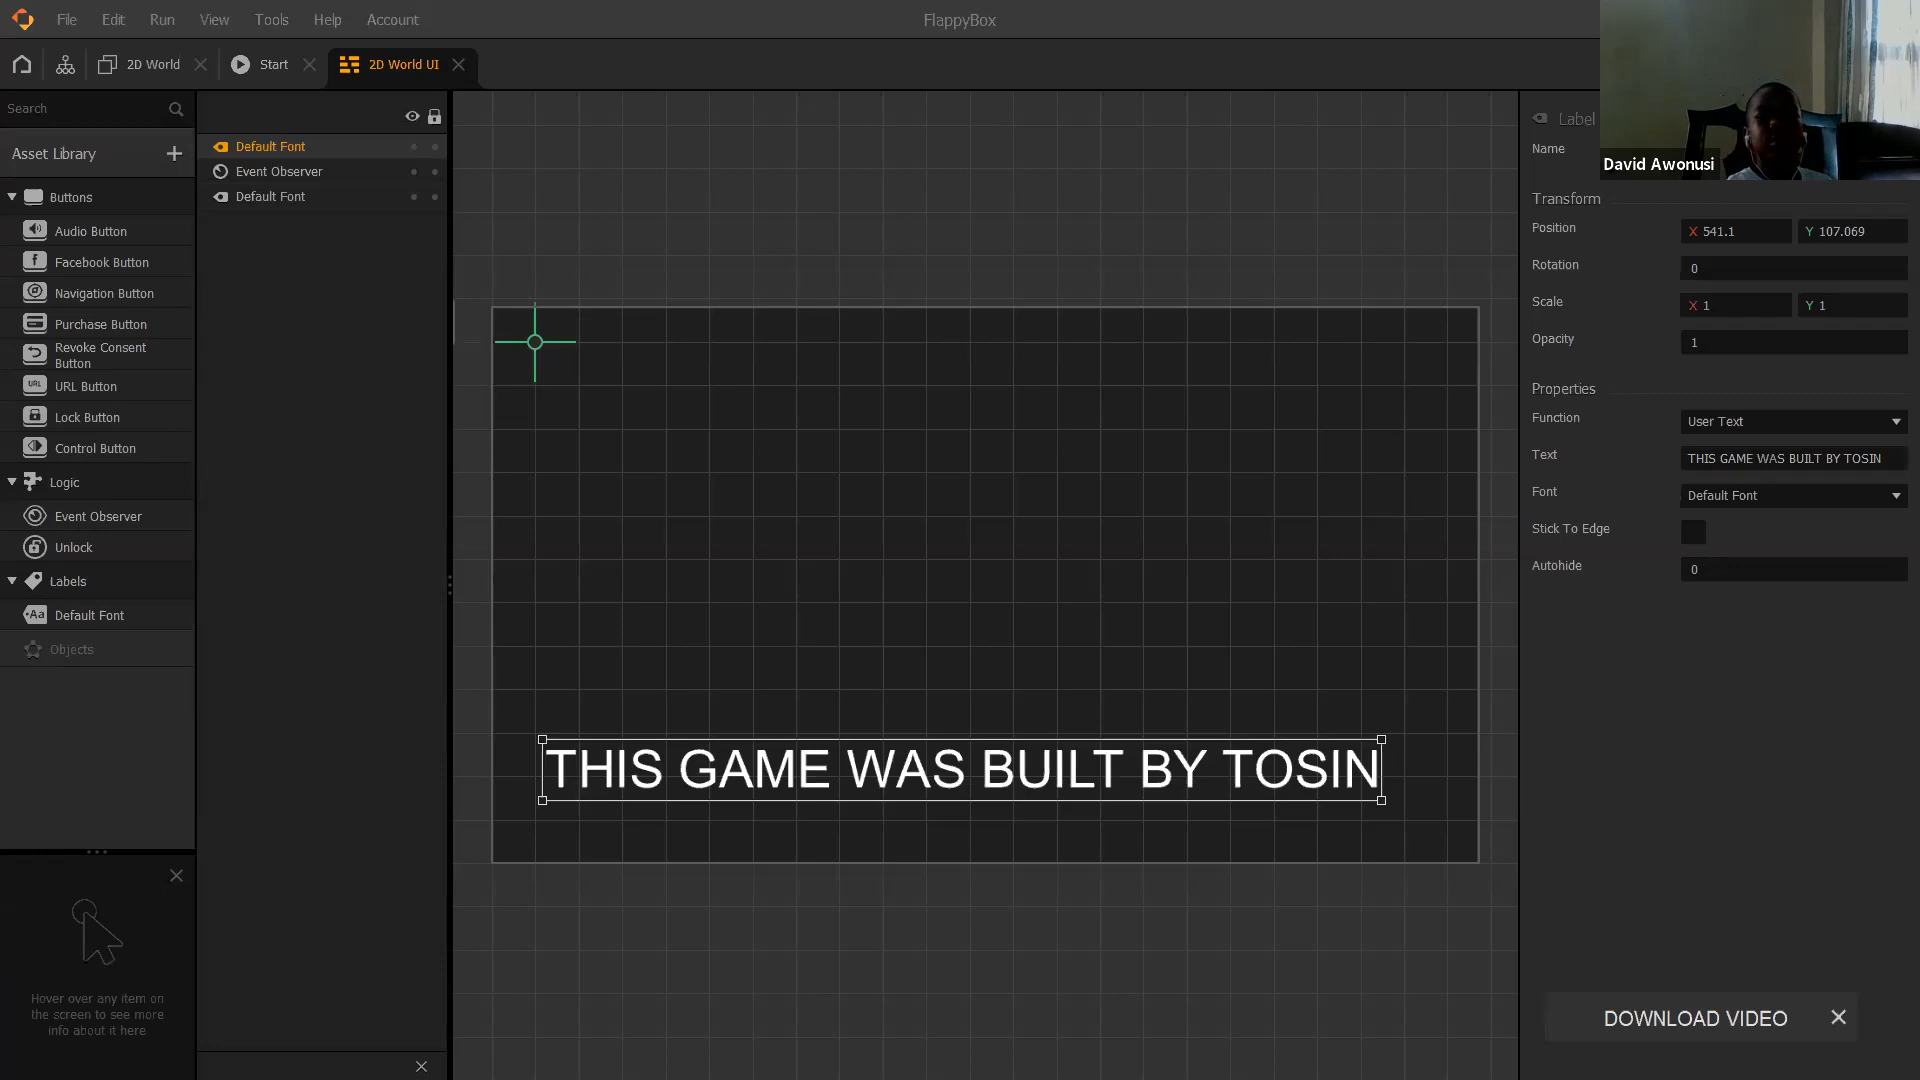 File Edit Run View Tools Help Account FlappyBox
2D World Start 2D World UI
Search
Asset Library
Buttons
Audio Button
Facebook Button
Navigation Button
Purchase Button
Revoke Consent
Button
URL Button
Lock Button
Control Button
Logic
Event Observer
Unlock
Labels
Default Font
Objects
Hover over any item on
the screen to see more
info about it here.
Default Font
Event Observer
Default Font
THIS GAME WAS BUILT BY TOSIN
Label
David Awonusi
Name
Transform
Position X 541.1 Y 107.069
Rotation 0
Scale X 1 Y 1
Opacity 1
Properties
Function User Text
Text THIS GAME WAS BUILT BY TOSIN
Font Default Font
Stick To Edge
Autohide 0
DOWNLOAD VIDEO